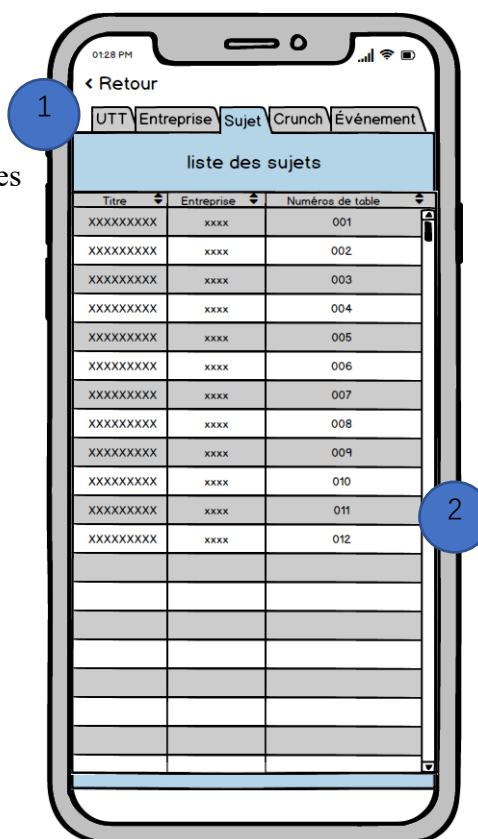 01:28 PM
< Retour
1
UTT Entreprise Sujet Crunch Événement
es
liste des sujets
Titre Entreprise Numéros de table
XXXXXXXXX xxxx 001
XXXXXXXXX xxxx 002
XXXXXXXXX xxxx 003
XXXXXXXXX xxxx 004
XXXXXXXXX xxxx 005
XXXXXXXXX xxxx 006
XXXXXXXXX xxxx 007
XXXXXXXXX xxxx 008
XXXXXXXXX xxxx 009
XXXXXXXXX xxxx 010
XXXXXXXXX xxxx 011
2
XXXXXXXXX xxxx 012